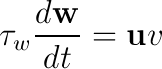 τ_w d𝐰/dt = 𝐮v